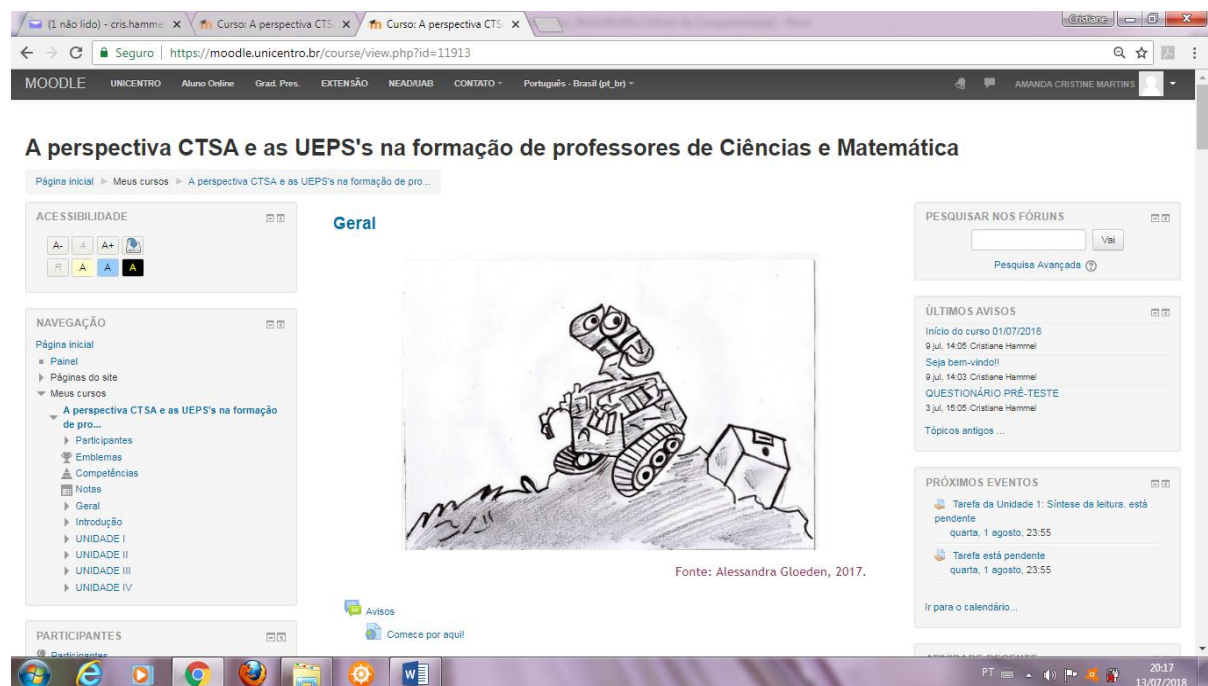 (1 não lido) - cris.hamme
Curso: A perspectiva CTS
Curso: A perspectiva CTS
Cristiane
Seguro
https://moodle.unicentro.br/course/view.php?id=11913
MOODLE UNICENTRO Aluno Online Grad. Pres. EXTENSÃO NEAD/UAB CONTATO Português - Brasil (pt_br) AMANDA CRISTINE MARTINS
A perspectiva CTSA e as UEPS's na formação de professores de Ciências e Matemática
Página inicial Meus cursos A perspectiva CTSA e as UEPS's na formação de pro...
ACESSIBILIDADE
A- A A+
R A A A
NAVEGAÇÃO
Página inicial
Painel
Páginas do site
Meus cursos
A perspectiva CTSA e as UEPS's na formação
de pro...
Participantes
Emblemas
Competências
Notas
Geral
Introdução
UNIDADE I
UNIDADE II
UNIDADE III
UNIDADE IV
PARTICIPANTES
Participantes
Geral
Fonte: Alessandra Gloeden, 2017.
Avisos
Comece por aqui!
PESQUISAR NOS FÓRUNS
Vai
Pesquisa Avançada
ÚLTIMOS AVISOS
Início do curso 01/07/2018
9 jul, 14:05 Cristiane Hammel
Seja bem-vindo!!
9 jul, 14:03 Cristiane Hammel
QUESTIONÁRIO PRÉ-TESTE
3 jul, 15:05 Cristiane Hammel
Tópicos antigos ...
PRÓXIMOS EVENTOS
Tarefa da Unidade 1: Síntese da leitura. está
pendente
quarta, 1 agosto, 23:55
Tarefa está pendente
quarta, 1 agosto, 23:55
Ir para o calendário...
ATIVIDADE RECENTE
PT
20:17
13/07/2018